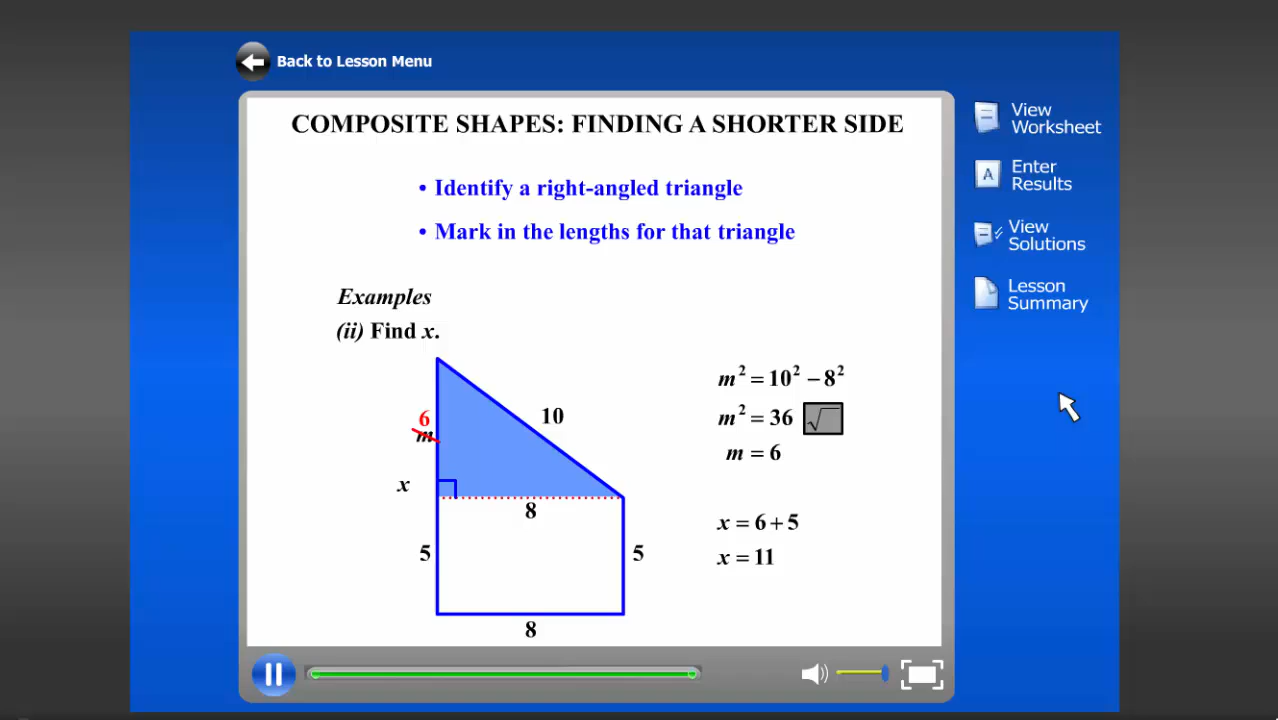 Back to Lesson Menu
COMPOSITE SHAPES: FINDING A SHORTER SIDE
• Identify a right-angled triangle
• Mark in the lengths for that triangle
Examples
(ii) Find x.
6
m
10
x
8
5
5
8
m² = 10² − 8²
m² = 36 √
m = 6
x = 6 + 5
x = 11
View
Worksheet
A
Enter
Results
View
Solutions
Lesson
Summary